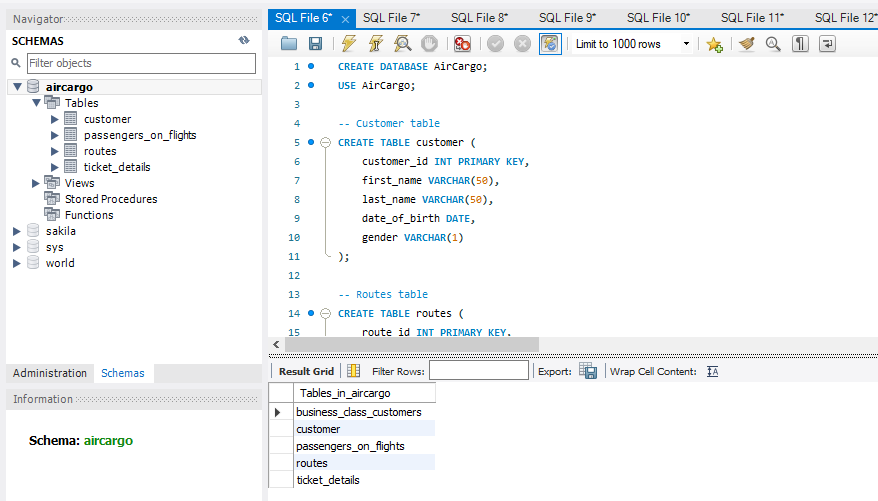 SQL File 6* SQL File 7* SQL File 8* SQL File 9* SQL File 10* SQL File 11* SQL File 12*
Navigator
SCHEMAS
Filter objects
aircargo
Tables
customer
passengers_on_flights
routes
ticket_details
Views
Stored Procedures
Functions
sakila
sys
world
Administration Schemas
Information
Schema: aircargo
Limit to 1000 rows
1 CREATE DATABASE AirCargo;
2 USE AirCargo;
3
4 -- Customer table
5 CREATE TABLE customer (
6 customer_id INT PRIMARY KEY,
7 first_name VARCHAR(50),
8 last_name VARCHAR(50),
9 date_of_birth DATE,
10 gender VARCHAR(1)
11 );
12
13 -- Routes table
14 CREATE TABLE routes (
15 route_id INT PRIMARY KEY,
Result Grid Filter Rows: Export: Wrap Cell Content:
Tables_in_aircargo
business_class_customers
customer
passengers_on_flights
routes
ticket_details